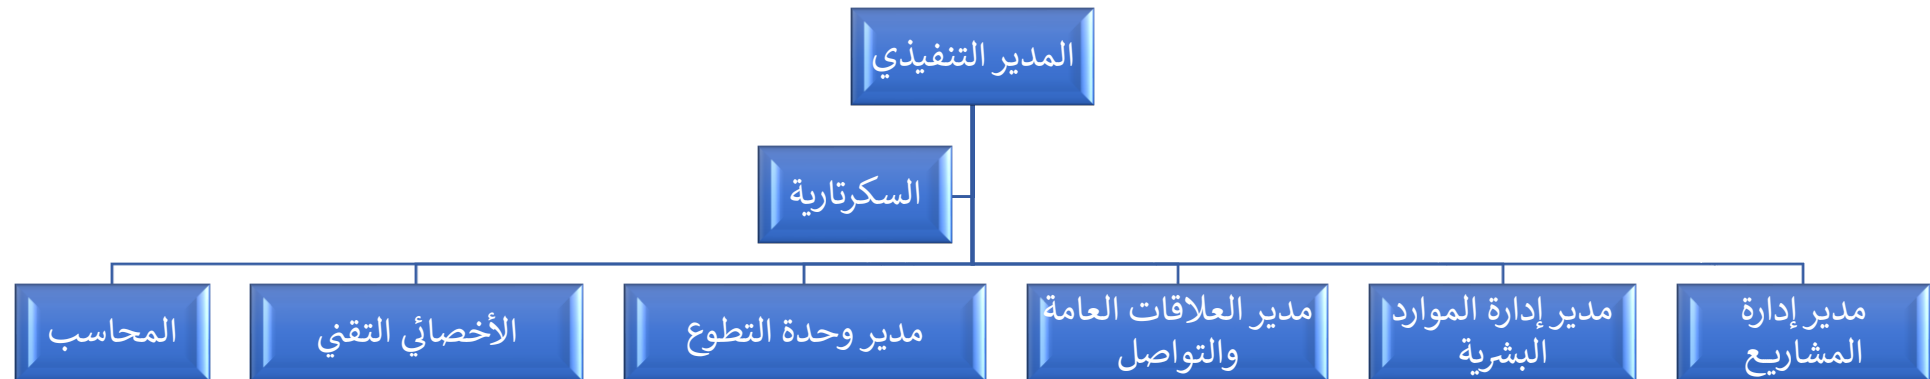 المدير التنفيذي
السكرتارية
مدير إدارة
المشاريع
مدير إدارة الموارد
البشرية
مدير العلاقات العامة
والتواصل
مدير وحدة التطوع
الأخصائي التقني
المحاسب